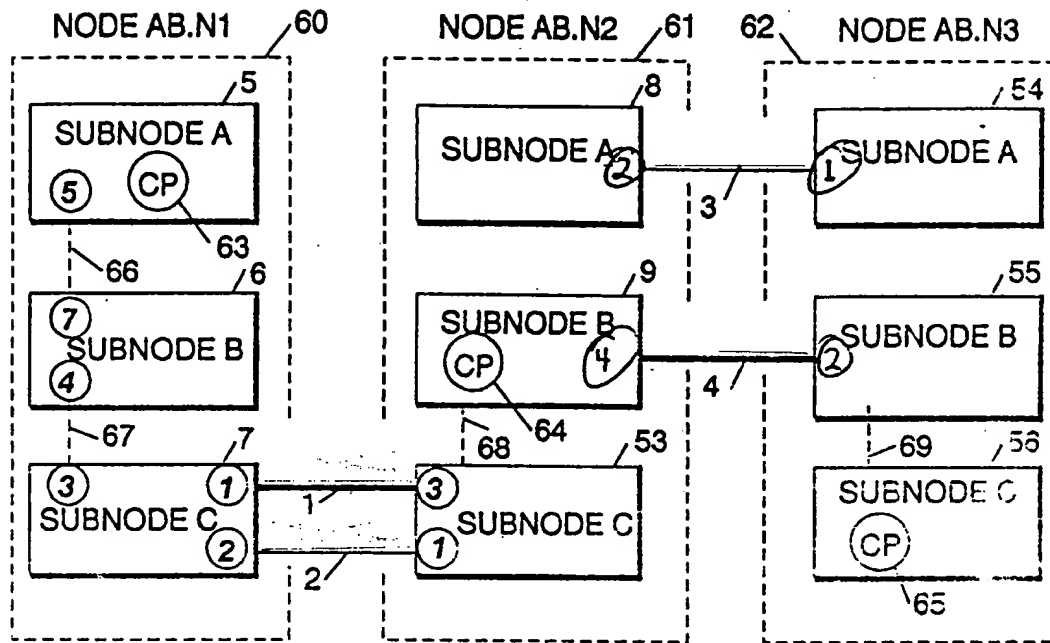 NODE AB.N1
60
NODE AB.N2
61
62
NODE AB.N3
5
SUBNODE A
5
CP
63
8
SUBNODE A
2
3
54
1
SUBNODE A
66
6
7
SUBNODE B
4
9
SUBNODE B
CP
4
64
4
55
2
SUBNODE B
67
7
3
1
SUBNODE C
2
1
2
68
53
3
SUBNODE C
1
69
56
SUBNODE C
CP
65